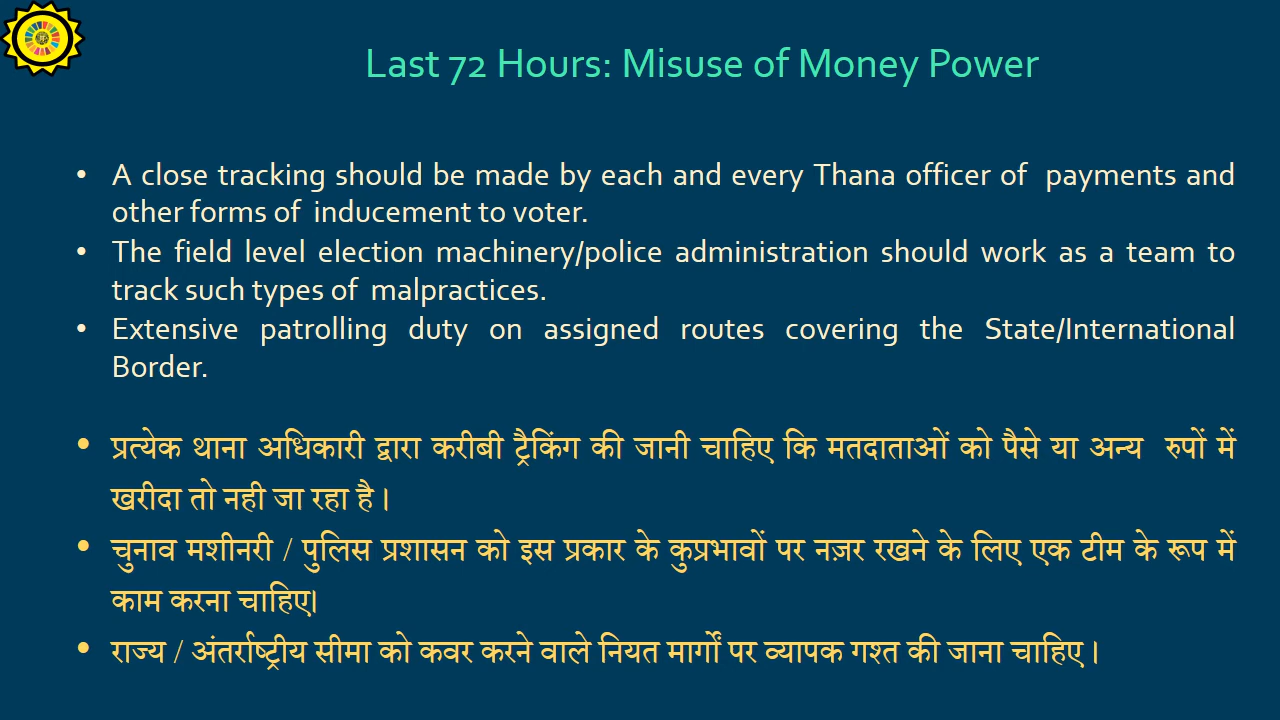 Last 72 Hours: Misuse of Money Power
• A close tracking should be made by each and every Thana officer of payments and
other forms of inducement to voter.
• The field level election machinery/police administration should work as a team to
track such types of malpractices.
• Extensive patrolling duty on assigned routes covering the State/International
Border.
• प्रत्येक थाना अधिकारी द्वारा करीबी ट्रैकिंग की जानी चाहिए कि मतदाताओं को पैसे या अन्य रुपों में
खरीदा तो नही जा रहा है।
• चुनाव मशीनरी / पुलिस प्रशासन को इस प्रकार के कुप्रभावों पर नज़र रखने के लिए एक टीम के रूप में
काम करना चाहिए।
• राज्य / अंतर्राष्ट्रीय सीमा को कवर करने वाले नियत मार्गों पर व्यापक गश्त की जाना चाहिए।